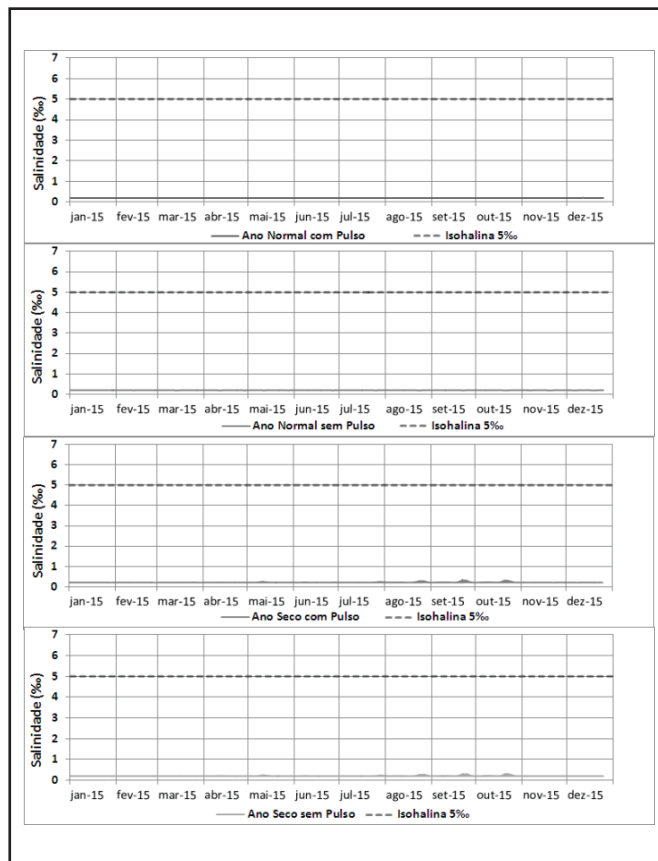 7
6
5
4
3
2
1
0
Salinidade (‰)
jan-15 fev-15 mar-15 abr-15 mai-15 jun-15 jul-15 ago-15 set-15 out-15 nov-15 dez-15
Ano Normal com Pulso Isohalina 5‰
7
6
5
4
3
2
1
0
Salinidade (‰)
jan-15 fev-15 mar-15 abr-15 mai-15 jun-15 jul-15 ago-15 set-15 out-15 nov-15 dez-15
Ano Normal sem Pulso Isohalina 5‰
7
6
5
4
3
2
1
0
Salinidade (‰)
jan-15 fev-15 mar-15 abr-15 mai-15 jun-15 jul-15 ago-15 set-15 out-15 nov-15 dez-15
Ano Seco com Pulso Isohalina 5‰
7
6
5
4
3
2
1
0
Salinidade (‰)
jan-15 fev-15 mar-15 abr-15 mai-15 jun-15 jul-15 ago-15 set-15 out-15 nov-15 dez-15
Ano Seco sem Pulso Isohalina 5‰